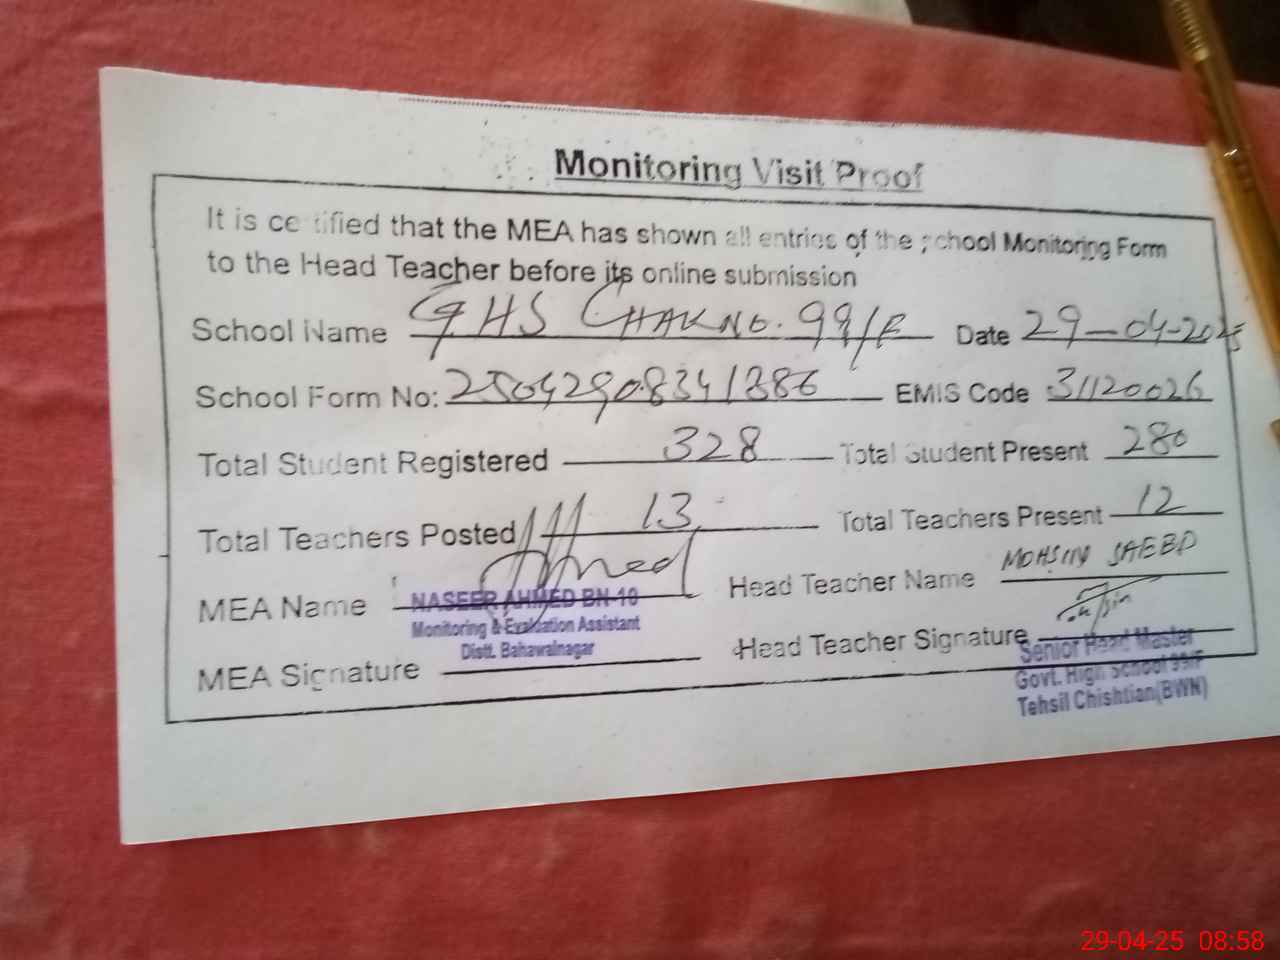 Monitoring Visit Proof
It is certified that the MEA has shown all entries of the school Monitoring Form
to the Head Teacher before its online submission
School Name GHS CHAK NO. 99/F Date 29-04-2025
School Form No: 25042908341386 EMIS Code 31120026
Total Student Registered 328 Total Student Present 280
Total Teachers Posted 13 Total Teachers Present 12
MEA Name Ahmed NASEER AHMED BN-10 Head Teacher Name MOHSIN SAEED
Monitoring & Evaluation Assistant
Distt. Bahawalnagar
MEA Signature Head Teacher Signature
Senior Head Master
Govt. High School 99/F
Tehsil Chishtian(BWN)
29-04-25 08:58